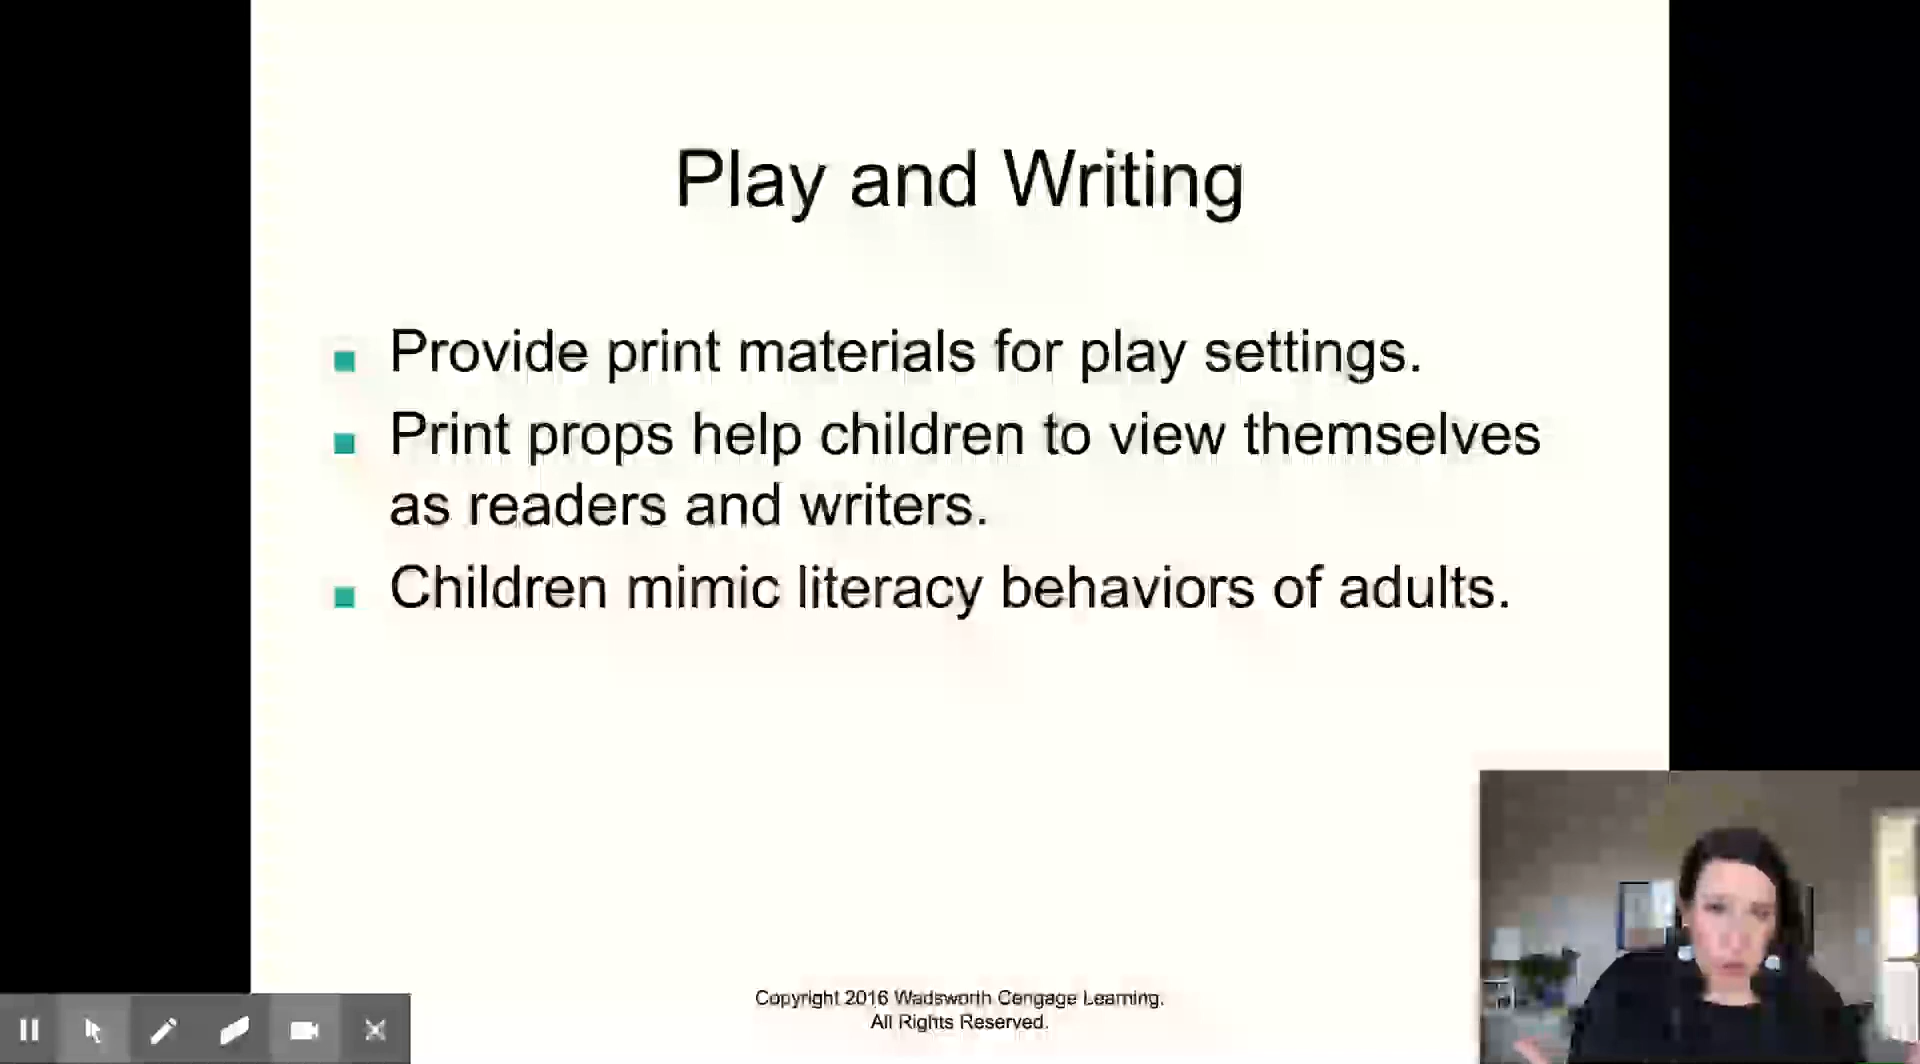 Play and Writing
Provide print materials for play settings.
Print props help children to view themselves
as readers and writers.
Children mimic literacy behaviors of adults.
Copyright 2016 Wadsworth Cengage Learning.
All Rights Reserved.